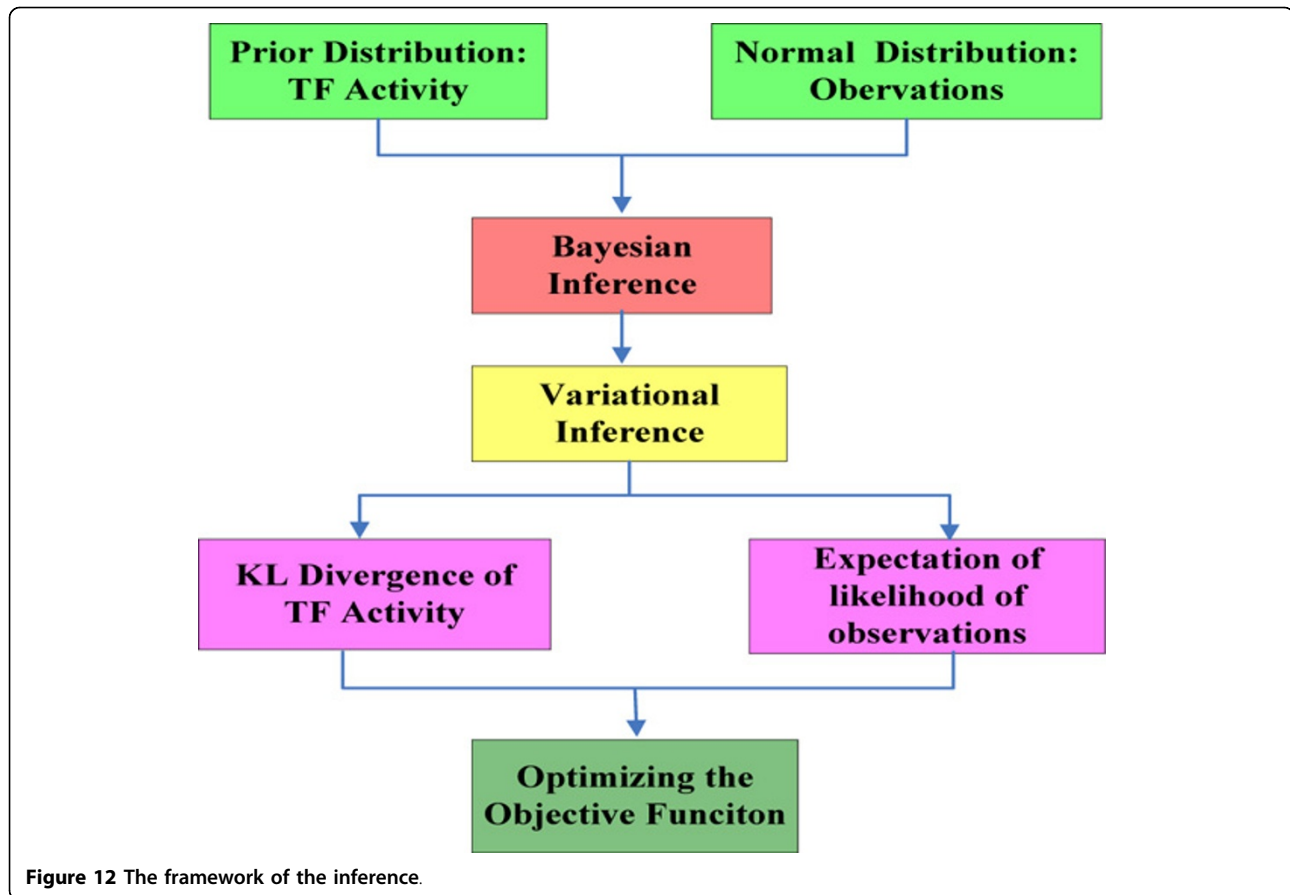 Prior Distribution:
TF Activity
Normal Distribution:
Obervations
Bayesian
Inference
Variational
Inference
KL Divergence of
TF Activity
Expectation of
likelihood of
observations
Optimizing the
Objective Funciton
Figure 12 The framework of the inference.